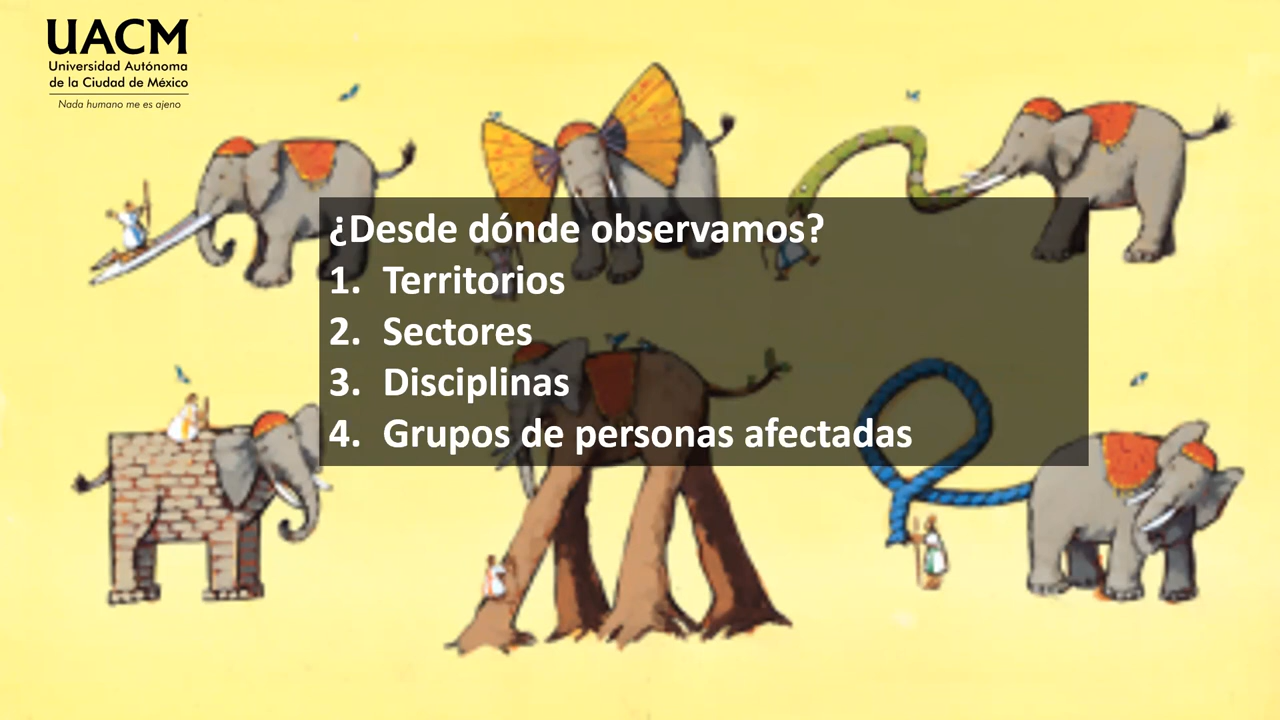 UACM
Universidad Autónoma
de la Ciudad de México
Nada humano me es ajeno
¿Desde dónde observamos?
1. Territorios
2. Sectores
3. Disciplinas
4. Grupos de personas afectadas